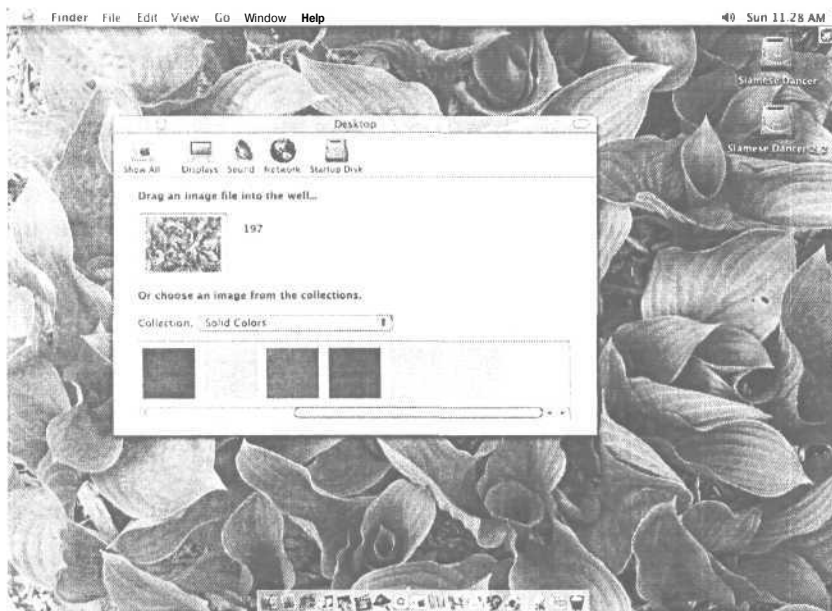 Finder File Edit View Go Window Help Sun 11.28 AM
Siamese Dancer
Siamese Dancer
Desktop
Show All Displays Sound Network Startup Disk
Drag an image file into the well...
197
Or choose an image from the collections.
Collection. Solid Colors